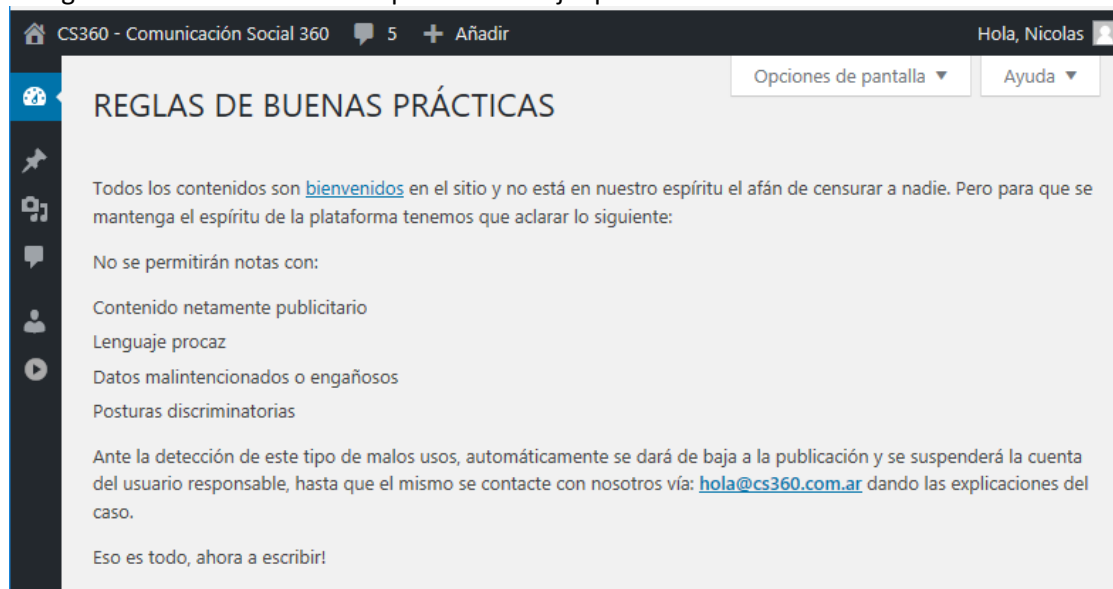 CS360 - Comunicación Social 360 5 Añadir Hola, Nicolas
Opciones de pantalla ▼ Ayuda ▼
REGLAS DE BUENAS PRÁCTICAS
Todos los contenidos son bienvenidos en el sitio y no está en nuestro espíritu el afán de censurar a nadie. Pero para que se
mantenga el espíritu de la plataforma tenemos que aclarar lo siguiente:
No se permitirán notas con:
Contenido netamente publicitario
Lenguaje procaz
Datos malintencionados o engañosos
Posturas discriminatorias
Ante la detección de este tipo de malos usos, automáticamente se dará de baja a la publicación y se suspenderá la cuenta
del usuario responsable, hasta que el mismo se contacte con nosotros vía: hola@cs360.com.ar dando las explicaciones del
caso.
Eso es todo, ahora a escribir!